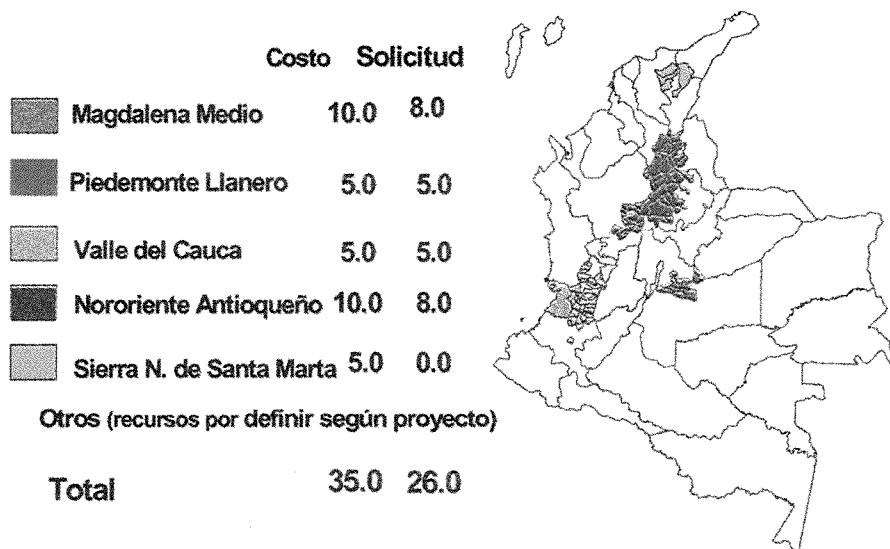 Costo Solicitud
Magdalena Medio 10.0 8.0
Piedemonte Llanero 5.0 5.0
Valle del Cauca 5.0 5.0
Nororiente Antioqueño 10.0 8.0
Sierra N. de Santa Marta 5.0 0.0
Otros (recursos por definir según proyecto)
Total 35.0 26.0